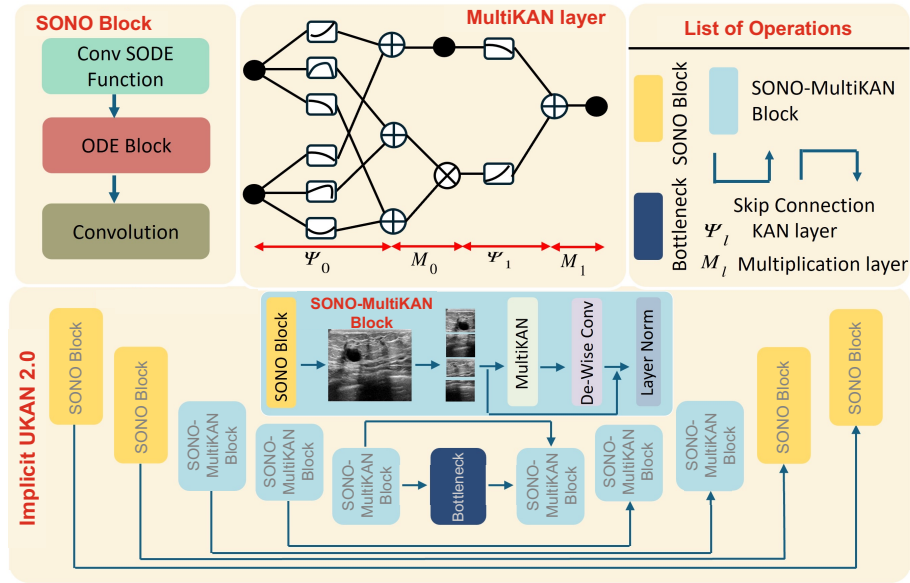 SONO Block
Conv SODE
Function
ODE Block
Convolution
MultiKAN layer
Ψ₀
M₀
Ψ₁
M₁
List of Operations
SONO Block
SONO-MultiKAN
Block
Bottleneck
Skip Connection
Ψ_l KAN layer
M_l Multiplication layer
Implicit UKAN 2.0
SONO-MultiKAN
Block
SONO Block
MultiKAN
De-Wise Conv
Layer Norm
SONO Block
SONO Block
SONO-
MultiKAN
Block
SONO-
MultiKAN
Block
SONO-
MultiKAN
Block
Bottleneck
SONO-
MultiKAN
Block
SONO-
MultiKAN
Block
SONO-
MultiKAN
Block
SONO Block
SONO Block